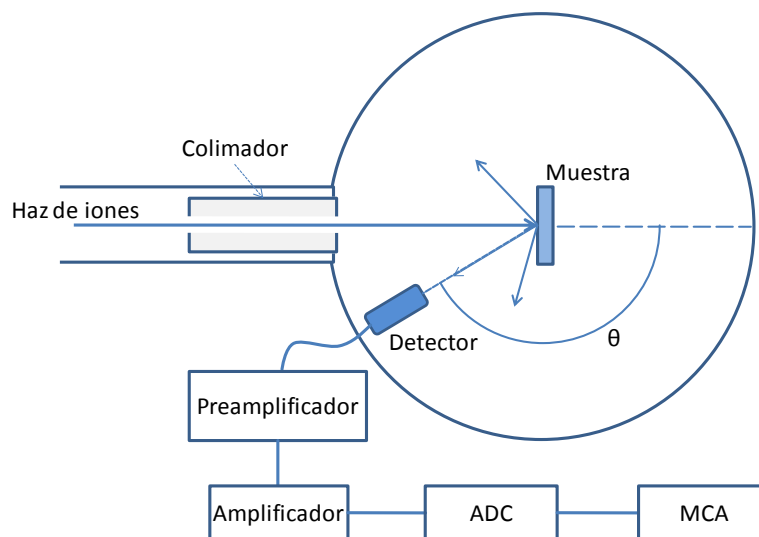 Colimador
Muestra
Haz de iones
Detector
θ
Preamplificador
Amplificador
ADC
MCA